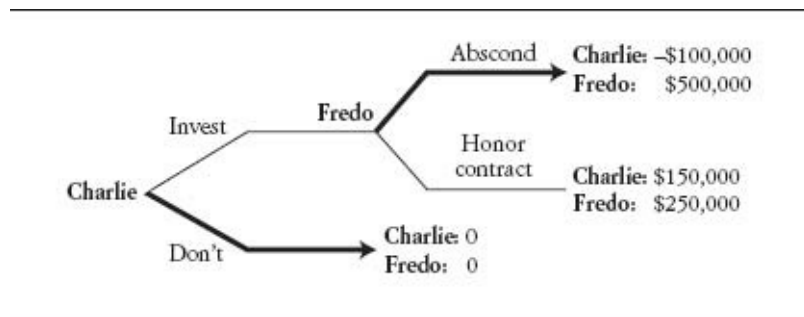 Abscond
Charlie: –$100,000
Fredo: $500,000
Fredo
Invest
Honor
contract
Charlie: $150,000
Fredo: $250,000
Charlie
Charlie: 0
Don't
Fredo: 0